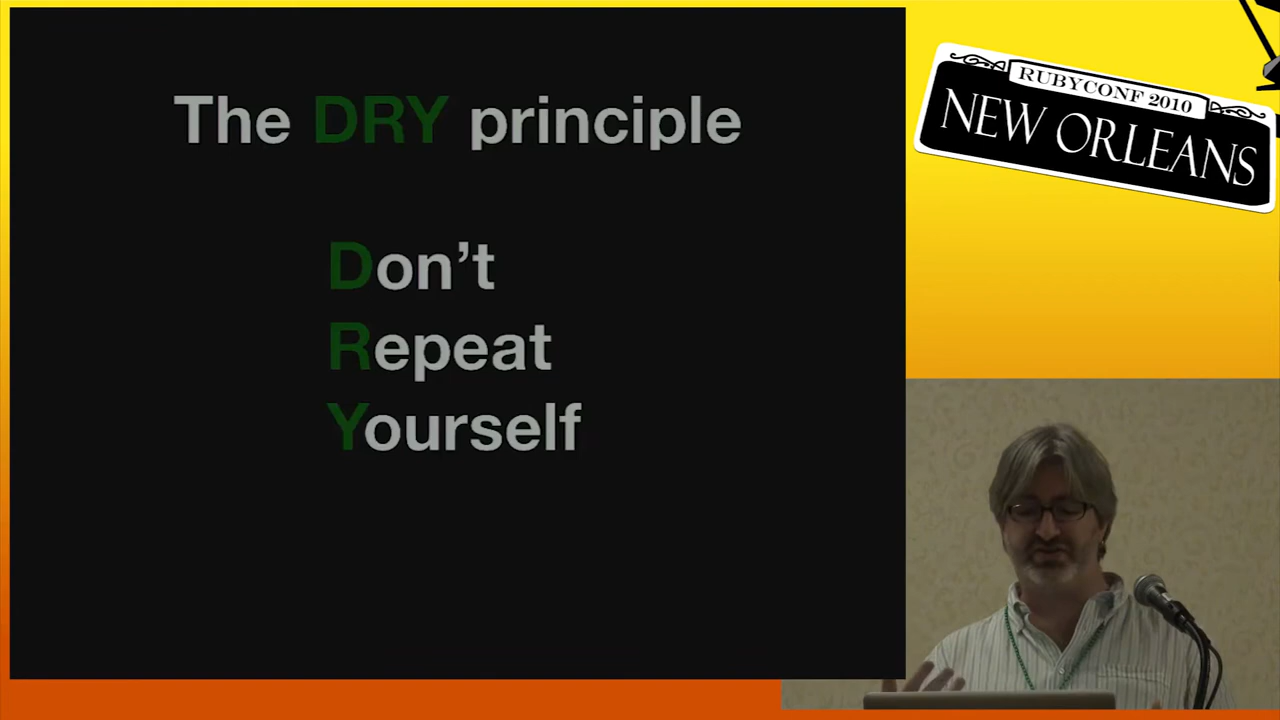 The DRY principle
Don’t
Repeat
Yourself
RUBYCONF 2010
NEW ORLEANS